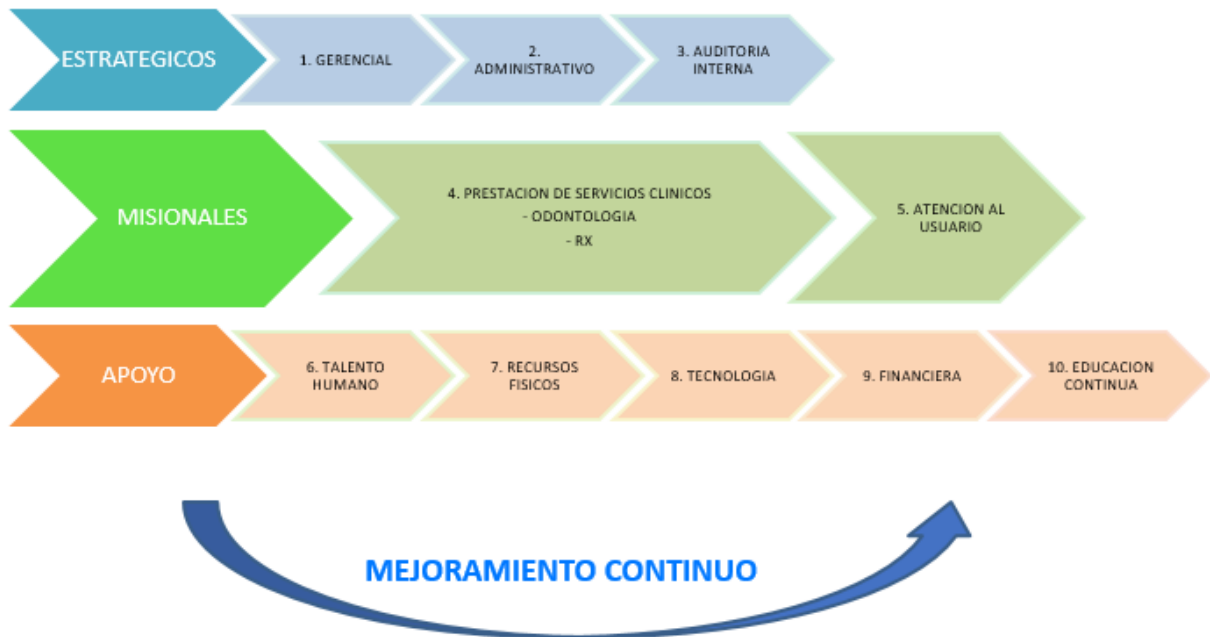 ESTRATEGICOS
1. GERENCIAL
2.
ADMINISTRATIVO
3. AUDITORIA
INTERNA
MISIONALES
4. PRESTACION DE SERVICIOS CLINICOS
- ODONTOLOGIA
- RX
5. ATENCION AL
USUARIO
APOYO
6. TALENTO
HUMANO
7. RECURSOS
FISICOS
8. TECNOLOGIA
9. FINANCIERA
10. EDUCACION
CONTINUA
MEJORAMIENTO CONTINUO